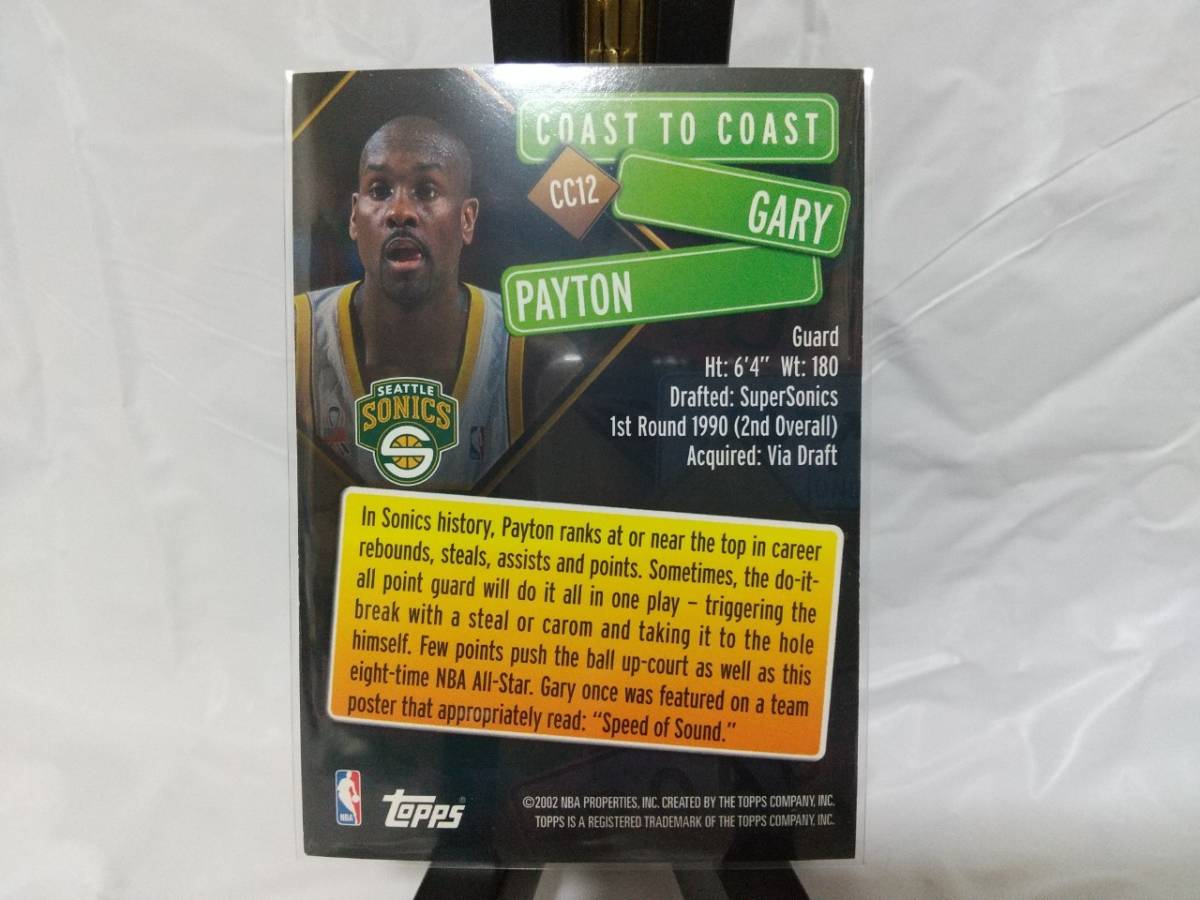 COAST TO COAST
CC12
GARY
PAYTON
Guard
Ht: 6'4" Wt: 180
Drafted: SuperSonics
1st Round 1990 (2nd Overall)
Acquired: Via Draft
SEATTLE
SONICS
In Sonics history, Payton ranks at or near the top in career
rebounds, steals, assists and points. Sometimes, the do-it-
all point guard will do it all in one play – triggering the
break with a steal or carom and taking it to the hole
himself. Few points push the ball up-court as well as this
eight-time NBA All-Star. Gary once was featured on a team
poster that appropriately read: “Speed of Sound.”
NBA
TOPPS
©2002 NBA PROPERTIES, INC. CREATED BY THE TOPPS COMPANY, INC.
TOPPS IS A REGISTERED TRADEMARK OF THE TOPPS COMPANY, INC.